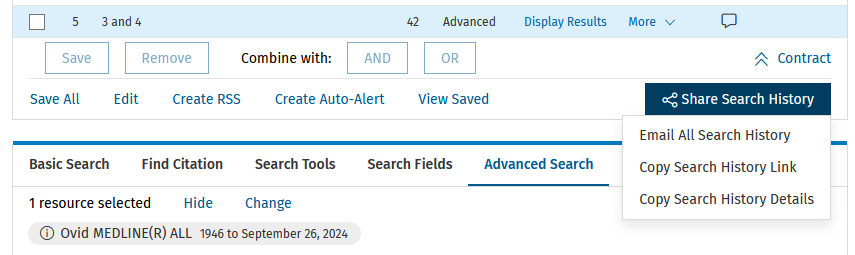 5 3 and 4 42 Advanced Display Results More
Save Remove Combine with: AND OR Contract
Save All Edit Create RSS Create Auto-Alert View Saved Share Search History
Email All Search History
Copy Search History Link
Copy Search History Details
Basic Search Find Citation Search Tools Search Fields Advanced Search
1 resource selected Hide Change
Ovid MEDLINE(R) ALL 1946 to September 26, 2024